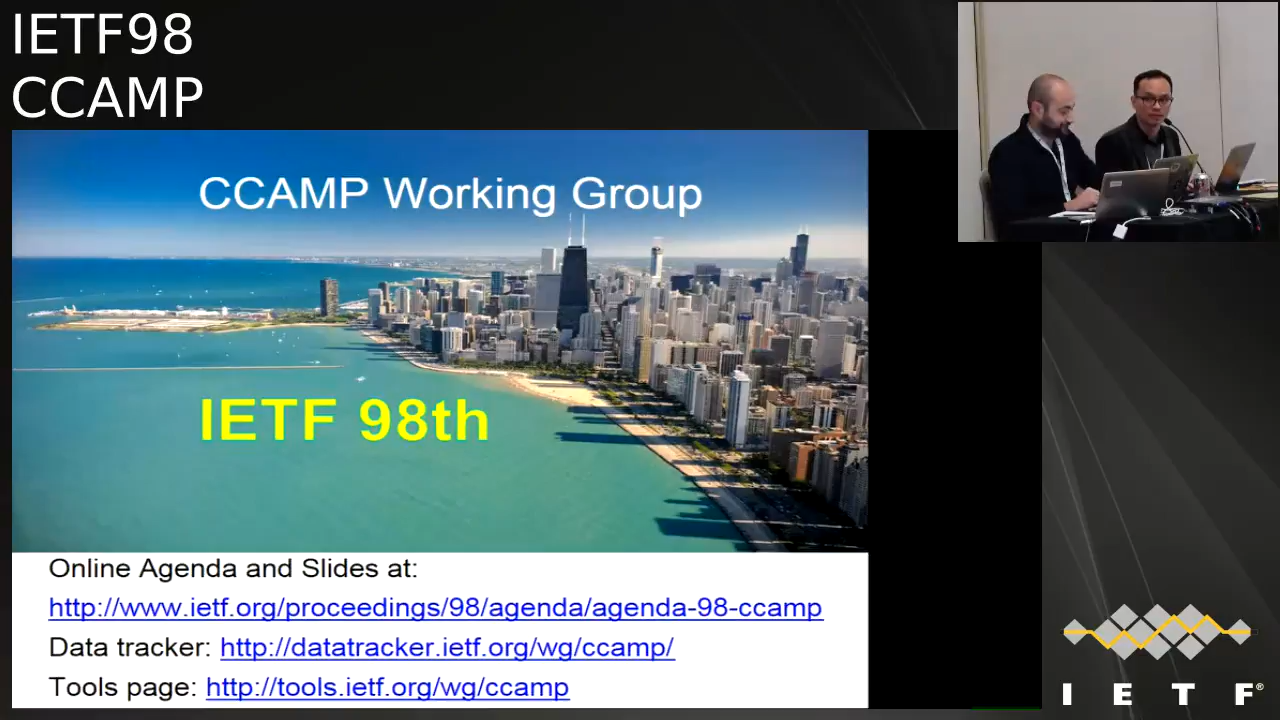 IETF98
CCAMP
CCAMP Working Group
IETF 98th
Online Agenda and Slides at:
http://www.ietf.org/proceedings/98/agenda/agenda-98-ccamp
Data tracker: http://datatracker.ietf.org/wg/ccamp/
Tools page: http://tools.ietf.org/wg/ccamp
I E T F®